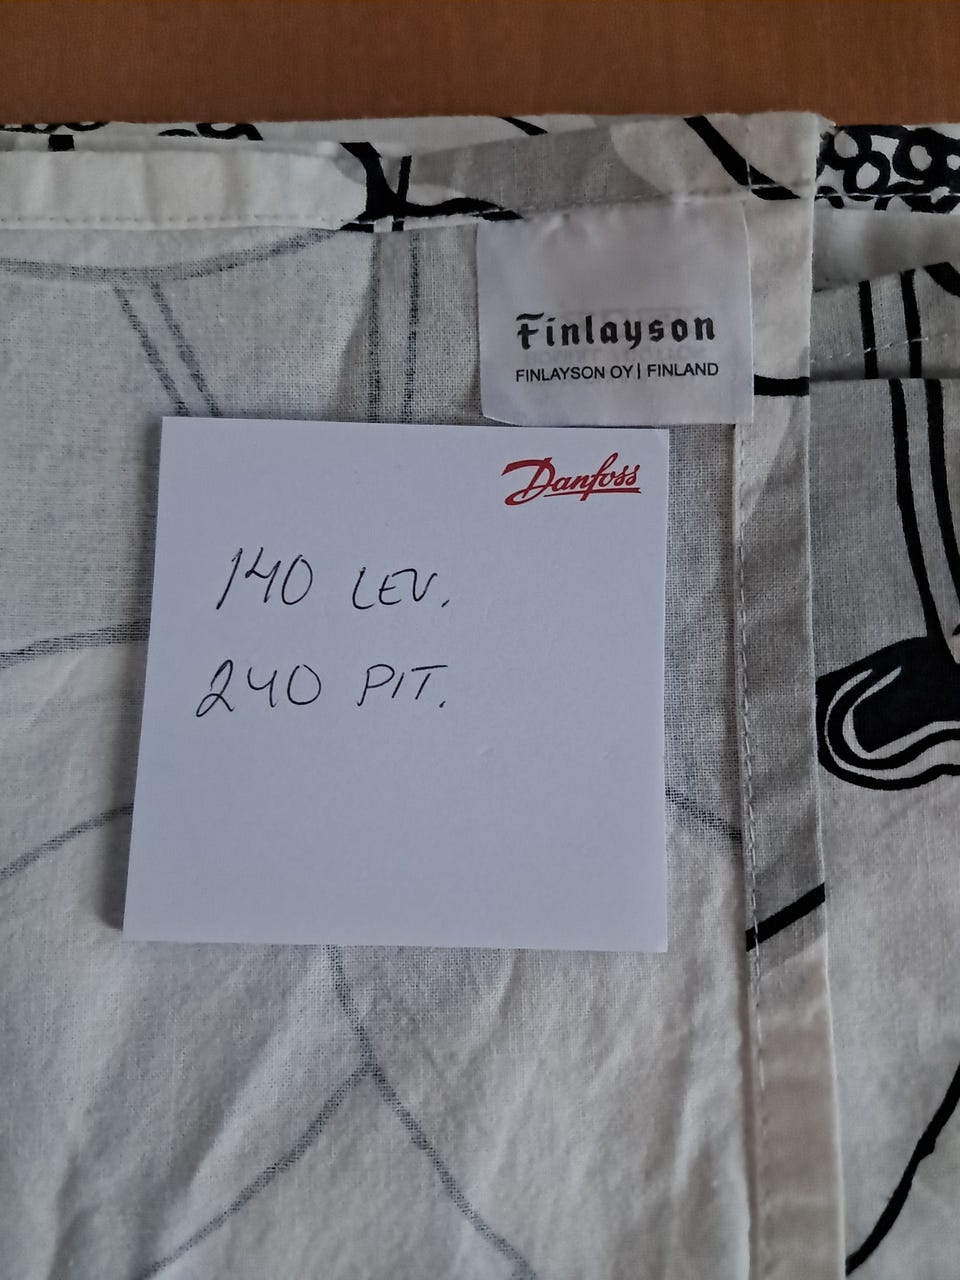 Finlayson
FINLAYSON OY | FINLAND
Danfoss
140 LEV.
240 PIT.